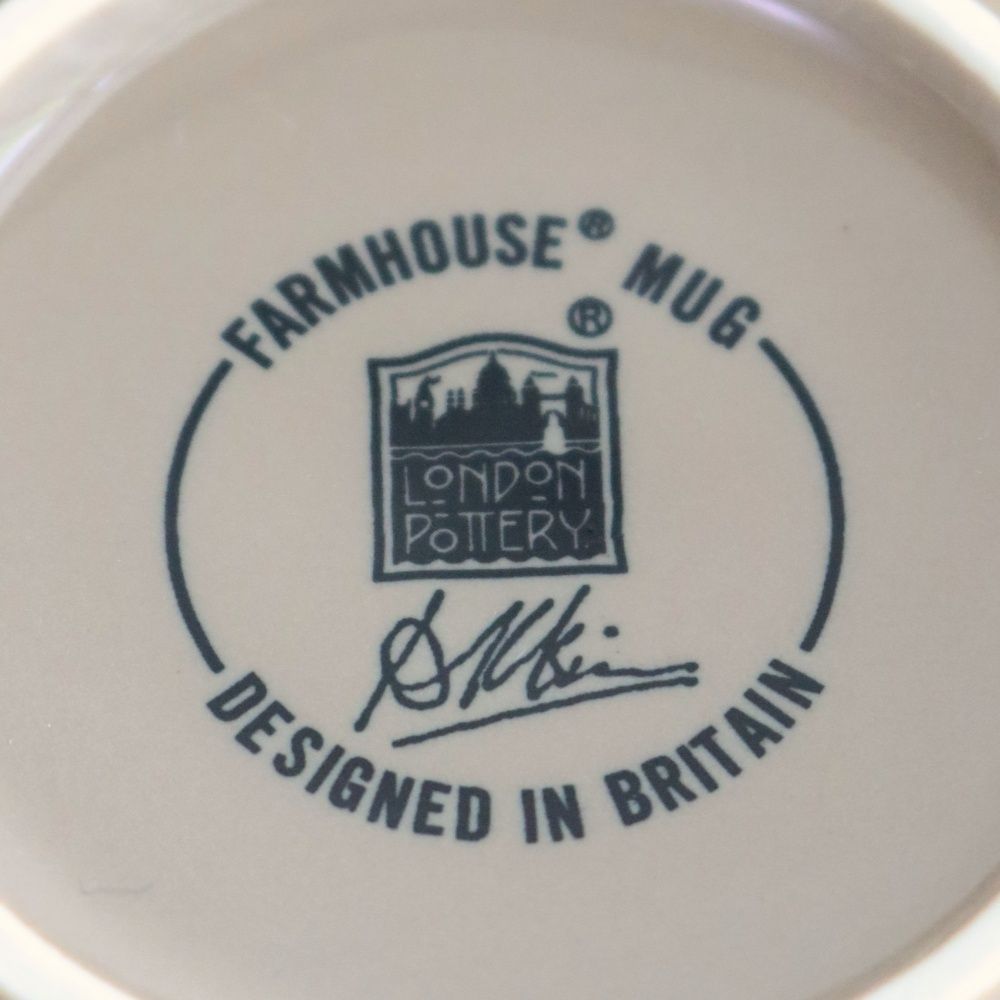 FARMHOUSE® MUG
®
LONDON
POTTERY
DESIGNED IN BRITAIN